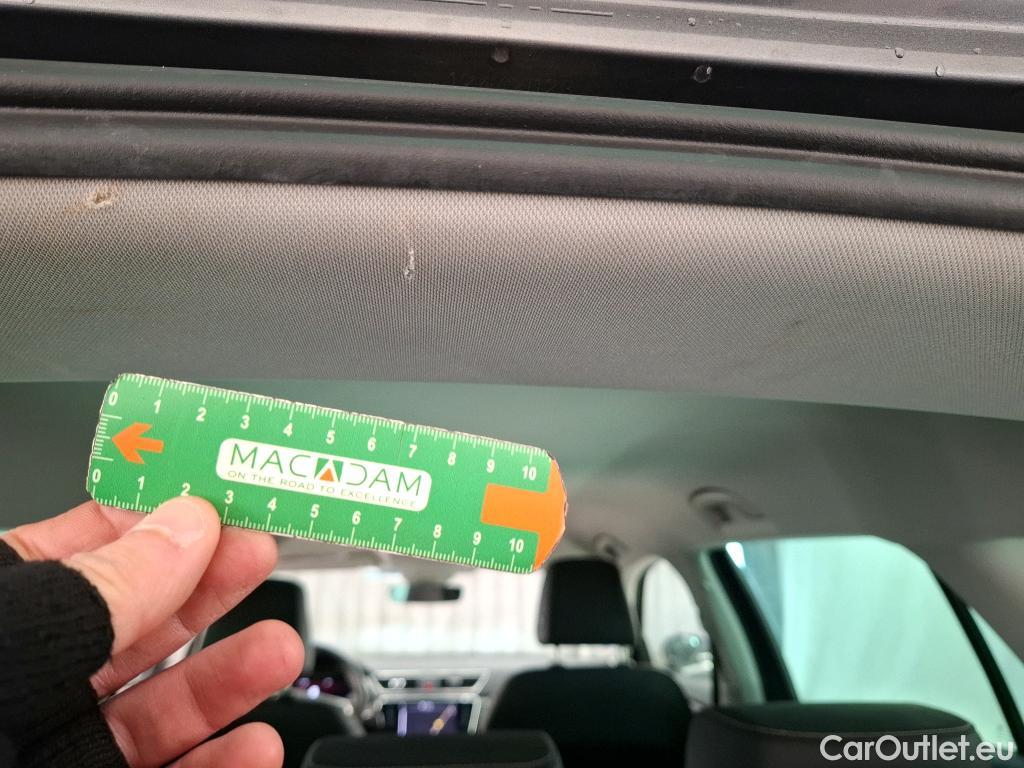 0 1 2 3 4 5 6 7 8 9 10
MACADAM
ON THE ROAD TO EXCELLENCE
0 1 2 3 4 5 6 7 8 9 10
CarOutlet.eu